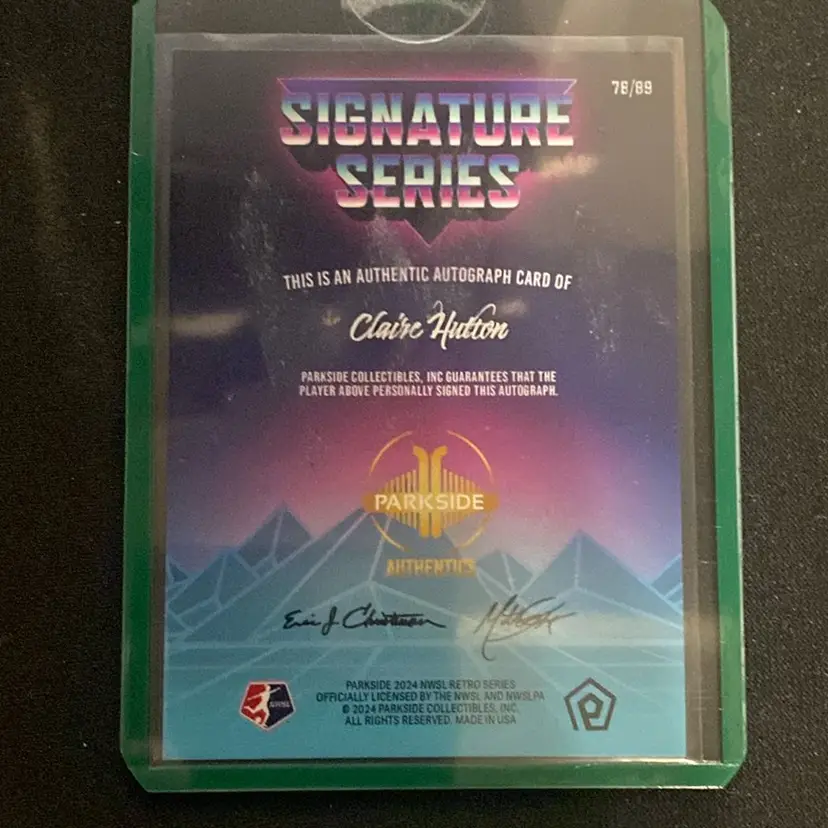 78/89
SIGNATURE
SERIES
THIS IS AN AUTHENTIC AUTOGRAPH CARD OF
Claire Hutton
PARKSIDE COLLECTIBLES, INC GUARANTEES THAT THE
PLAYER ABOVE PERSONALLY SIGNED THIS AUTOGRAPH.
PARKSIDE
AUTHENTICS
PARKSIDE 2024 NWSL RETRO SERIES
OFFICIALLY LICENSED BY THE NWSL AND NWSLPA
© 2024 PARKSIDE COLLECTIBLES, INC.
ALL RIGHTS RESERVED. MADE IN USA
NWSL